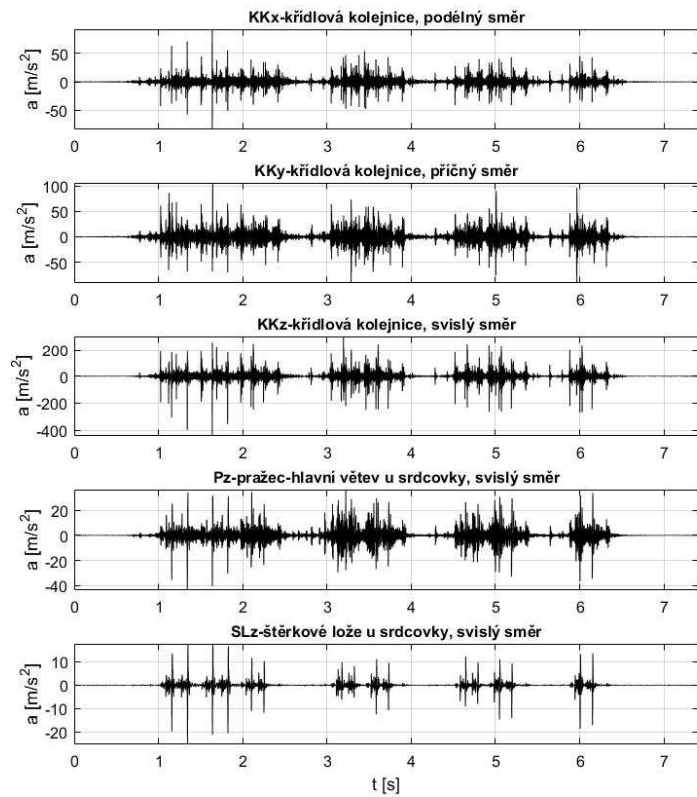 KKx-křídlová kolejnice, podélný směr
50
0
-50
a [m/s²]
0 1 2 3 4 5 6 7
KKy-křídlová kolejnice, příčný směr
100
50
0
-50
a [m/s²]
0 1 2 3 4 5 6 7
KKz-křídlová kolejnice, svislý směr
200
0
-200
-400
a [m/s²]
0 1 2 3 4 5 6 7
Pz-pražec-hlavní větev u srdcovky, svislý směr
20
0
-20
-40
a [m/s²]
0 1 2 3 4 5 6 7
SLz-štěrkové lože u srdcovky, svislý směr
10
0
-10
-20
a [m/s²]
0 1 2 3 4 5 6 7
t [s]